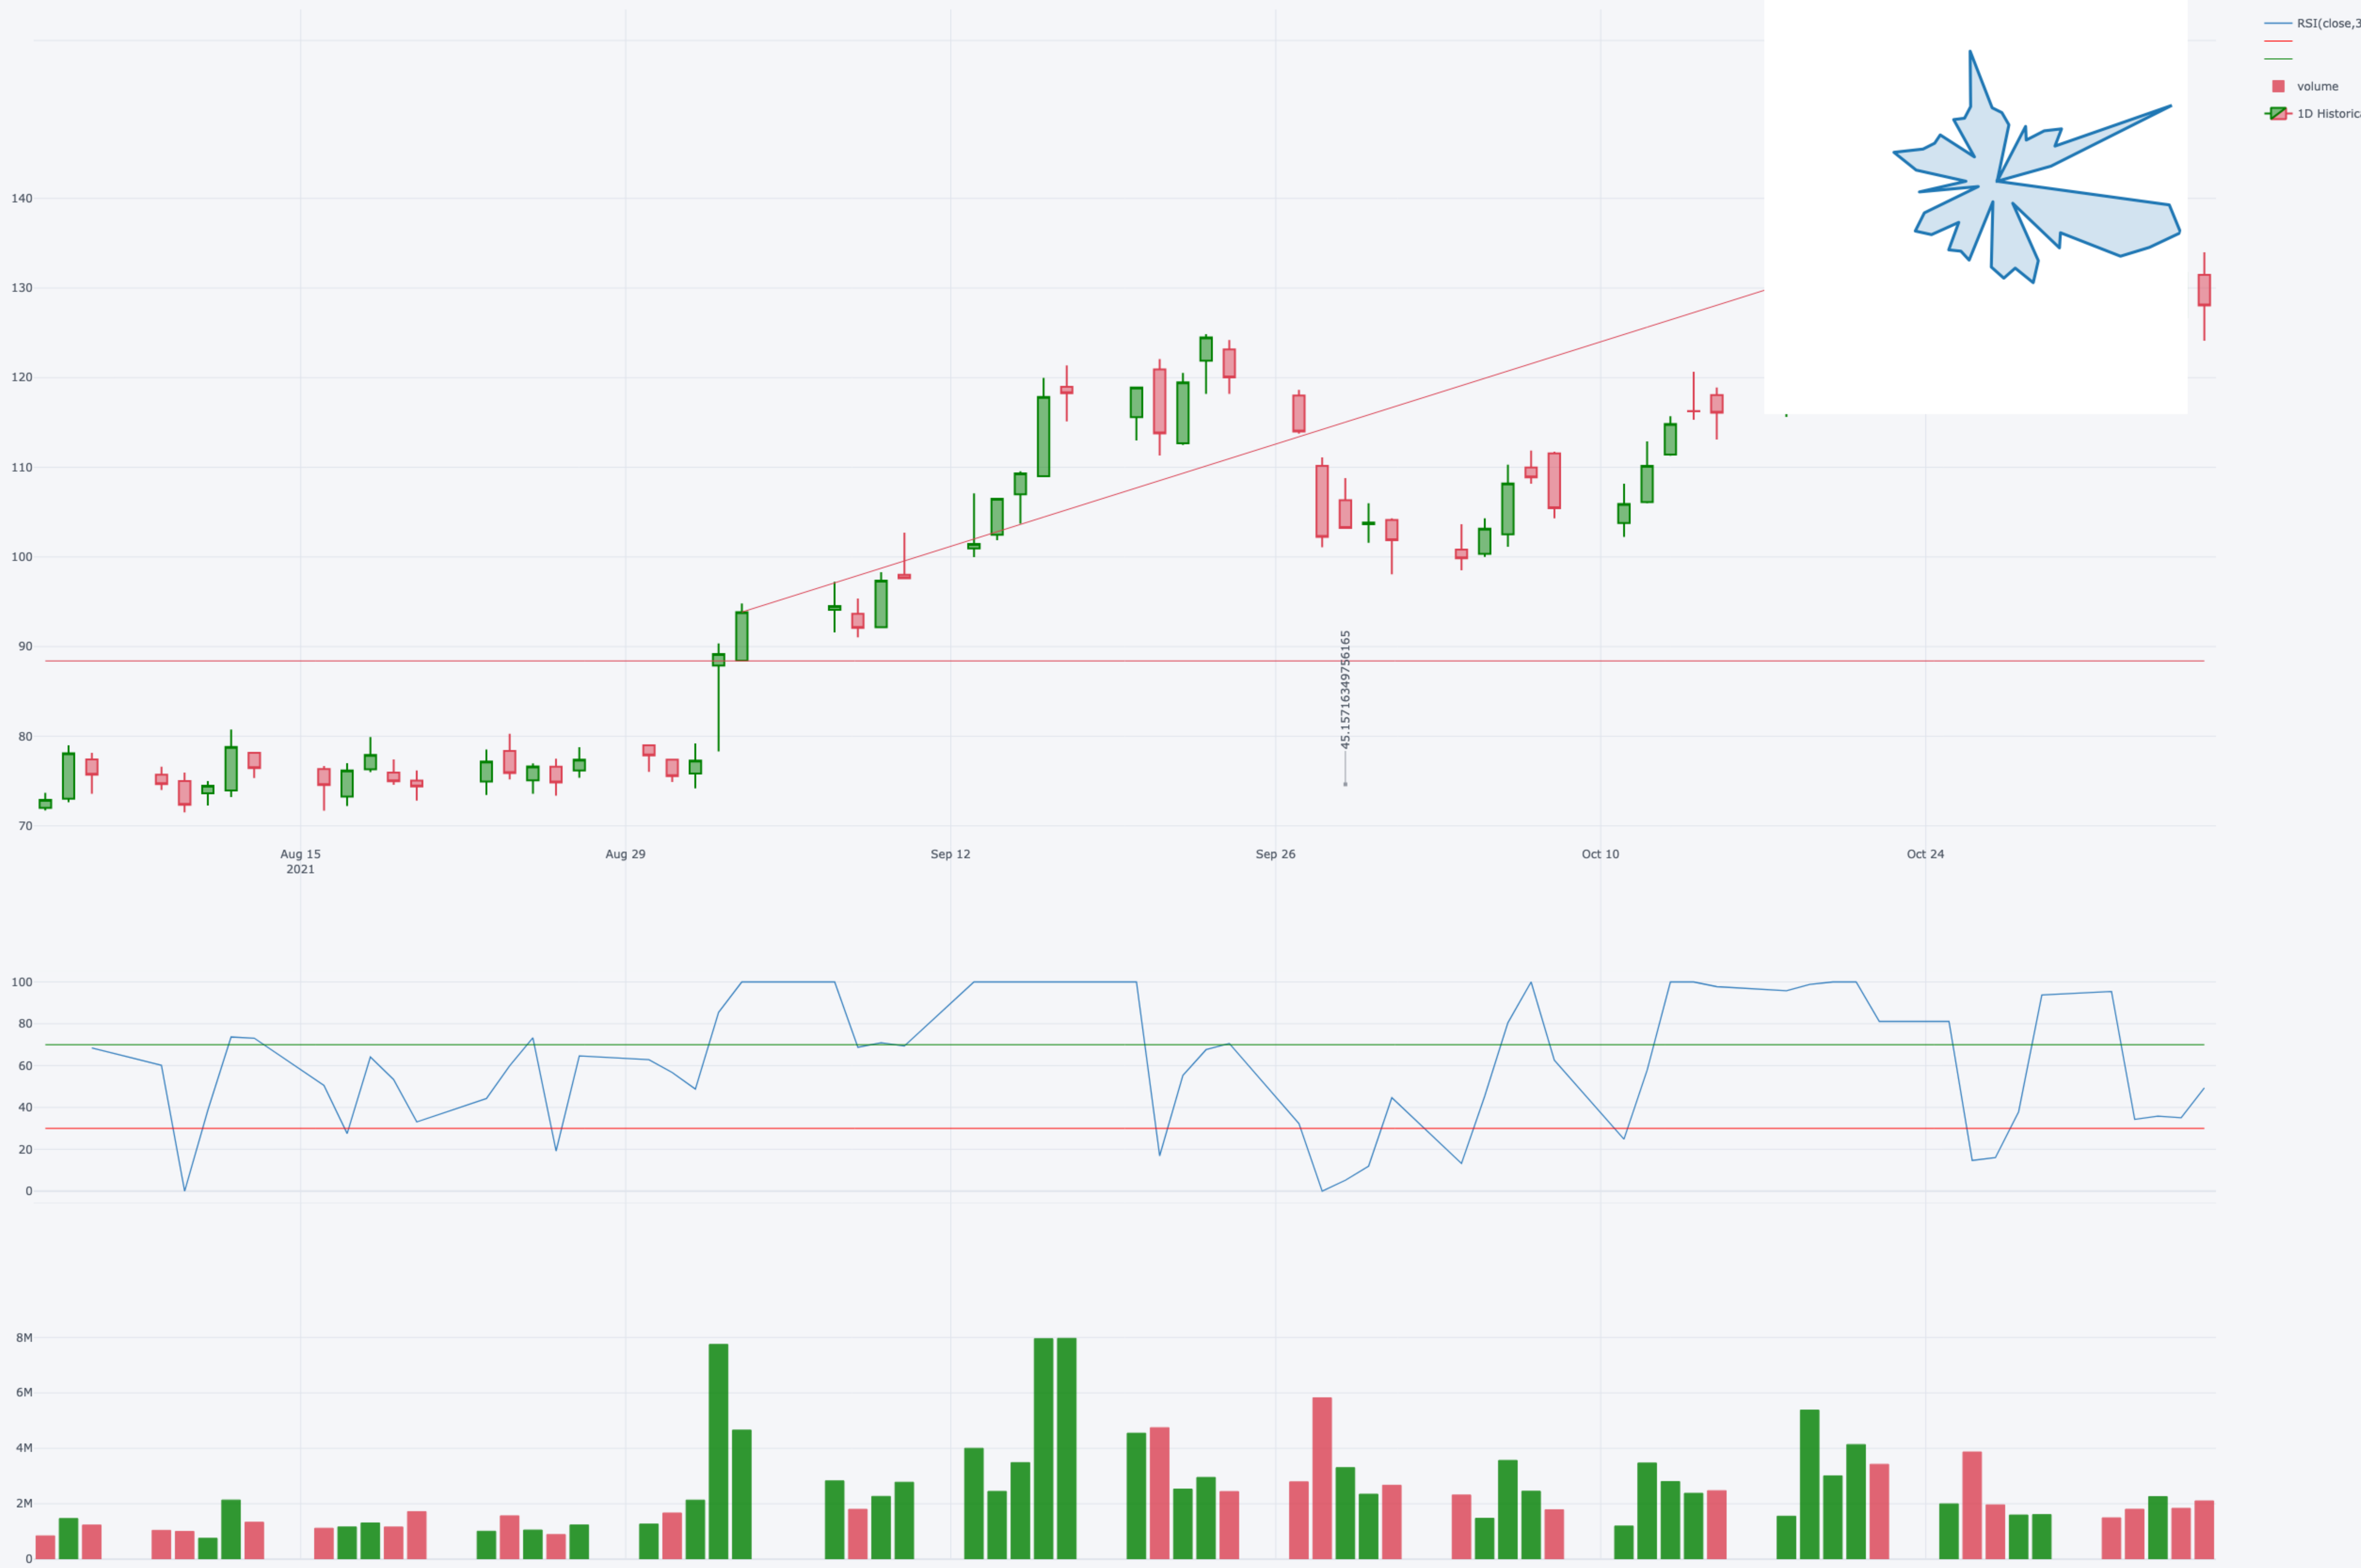 RSI(close,3
volume
1D Historica
140
130
120
110
100
90
80
70
45.15716349756165
Aug 15
2021
Aug 29
Sep 12
Sep 26
Oct 10
Oct 24
100
80
60
40
20
0
8M
6M
4M
2M
0